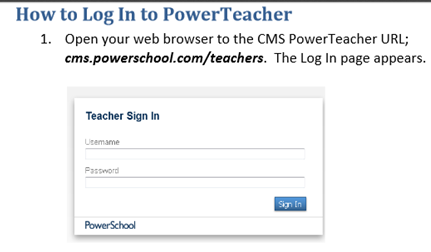 How to Log In to PowerTeacher
1. Open your web browser to the CMS PowerTeacher URL;
cms.powerschool.com/teachers. The Log In page appears.
Teacher Sign In
Username
Password
Sign In
PowerSchool